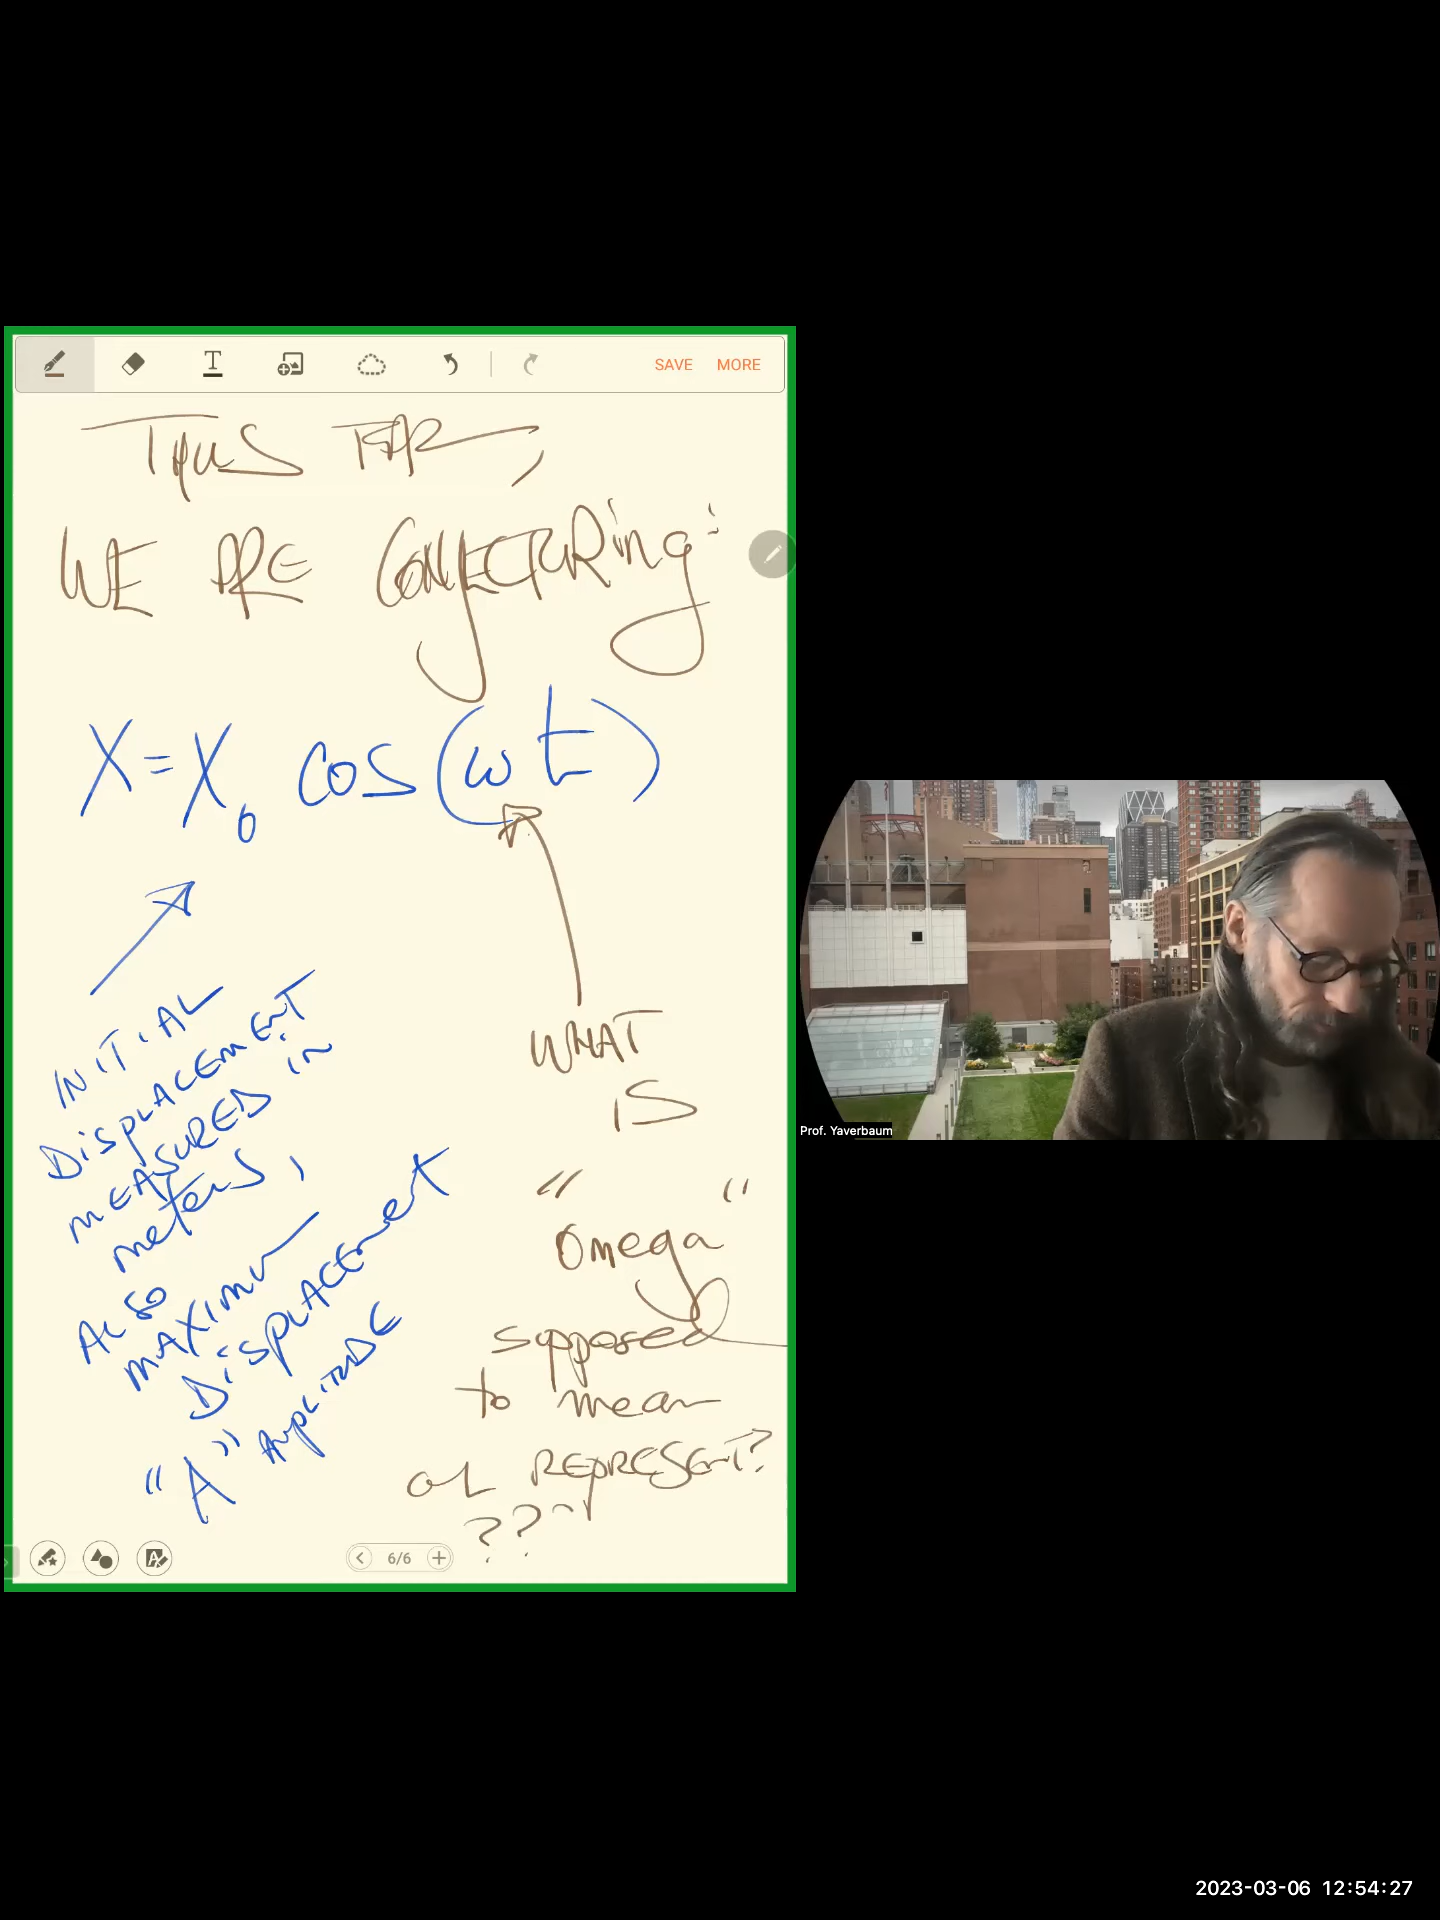 SAVE MORE
THUS FAR,
WE ARE CONJECTURing:
X = X₀ cos(ωt)
INITIAL
DISPLACEMENT
MEASURED in
meters,
ALSO
MAXIMUM
DISPLACEMENT
"A" AMPLITUDE
WHAT
IS
"Omega"
supposed
to mean
or REPRESENT?
???
6/6
Prof. Yaverbaum
2023-03-06 12:54:27